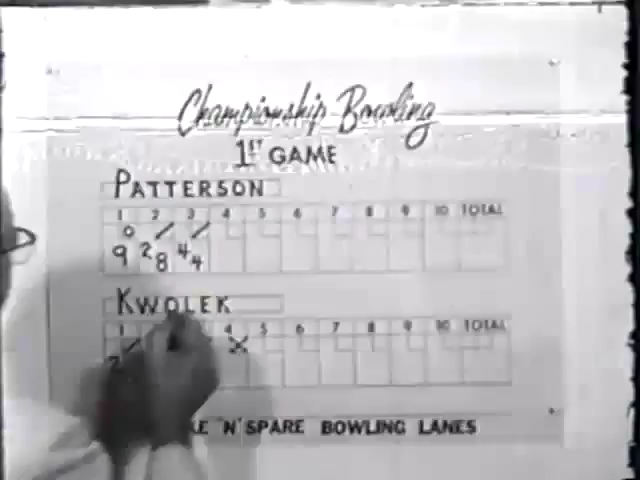 Championship Bowling
1ST GAME
PATTERSON
1 2 3 4 5 6 7 8 9 10 TOTAL
0 / /
9 28 44
KWOLEK
1 4 5 6 7 8 9 10 TOTAL
/ X
'N' SPARE BOWLING LANES